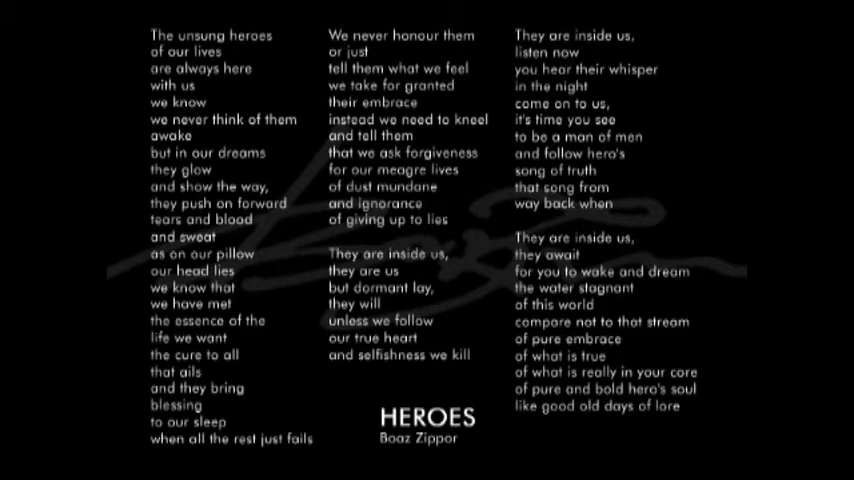 The unsung heroes
of our lives
are always here
with us
we know
we never think of them
awake
but in our dreams
they glow
and show the way,
they push on forward
tears and blood
and sweat
as on our pillow
our head lies
we know that
we have met
the essence of the
life we want
the cure to all
that ails
and they bring
blessing
to our sleep
when all the rest just fails
We never honour them
or just
tell them what we feel
we take for granted
their embrace
instead we need to kneel
and tell them
that we ask forgiveness
for our meagre lives
of dust mundane
and ignorance
of giving up to lies
They are inside us,
they are us
but dormant lay,
they will
unless we follow
our true heart
and selfishness we kill
They are inside us,
listen now
you hear their whisper
in the night
come on to us,
it's time you see
to be a man of men
and follow hero's
song of truth
that song from
way back when
They are inside us,
they await
for you to wake and dream
the water stagnant
of this world
compare not to that stream
of pure embrace
of what is true
of what is really in your core
of pure and bold hero's soul
like good old days of lore
HEROES
Boaz Zippor